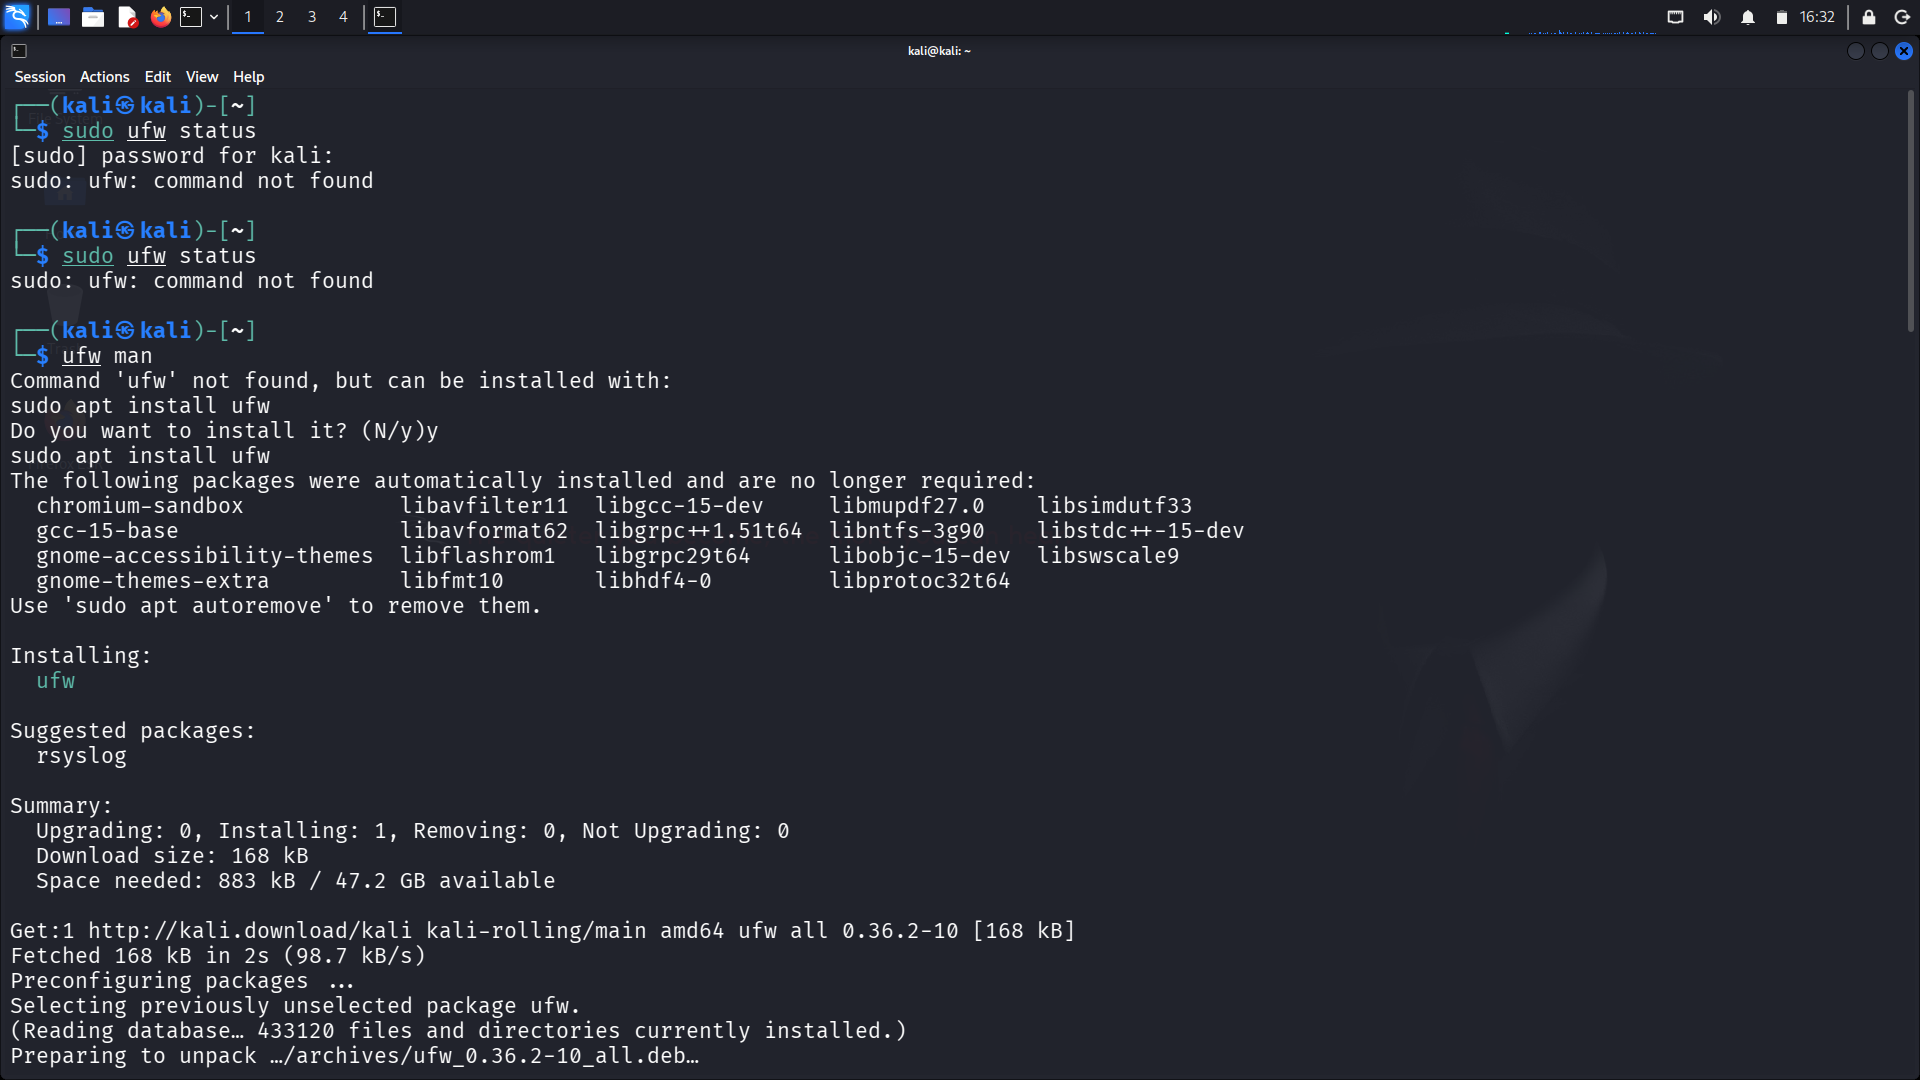 1 2 3 4 16:32
kali@kali: ~
Session Actions Edit View Help
┌──(kali㉿kali)-[~]
└─$ sudo ufw status
[sudo] password for kali:
sudo: ufw: command not found
┌──(kali㉿kali)-[~]
└─$ sudo ufw status
sudo: ufw: command not found
┌──(kali㉿kali)-[~]
└─$ ufw man
Command 'ufw' not found, but can be installed with:
sudo apt install ufw
Do you want to install it? (N/y)y
sudo apt install ufw
The following packages were automatically installed and are no longer required:
chromium-sandbox libavfilter11 libgcc-15-dev libmupdf27.0 libsimdutf33
gcc-15-base libavformat62 libgrpc++1.51t64 libntfs-3g90 libstdc++-15-dev
gnome-accessibility-themes libflashrom1 libgrpc29t64 libobjc-15-dev libswscale9
gnome-themes-extra libfmt10 libhdf4-0 libprotoc32t64
Use 'sudo apt autoremove' to remove them.
Installing:
ufw
Suggested packages:
rsyslog
Summary:
Upgrading: 0, Installing: 1, Removing: 0, Not Upgrading: 0
Download size: 168 kB
Space needed: 883 kB / 47.2 GB available
Get:1 http://kali.download/kali kali-rolling/main amd64 ufw all 0.36.2-10 [168 kB]
Fetched 168 kB in 2s (98.7 kB/s)
Preconfiguring packages ...
Selecting previously unselected package ufw.
(Reading database… 433120 files and directories currently installed.)
Preparing to unpack …/archives/ufw_0.36.2-10_all.deb…